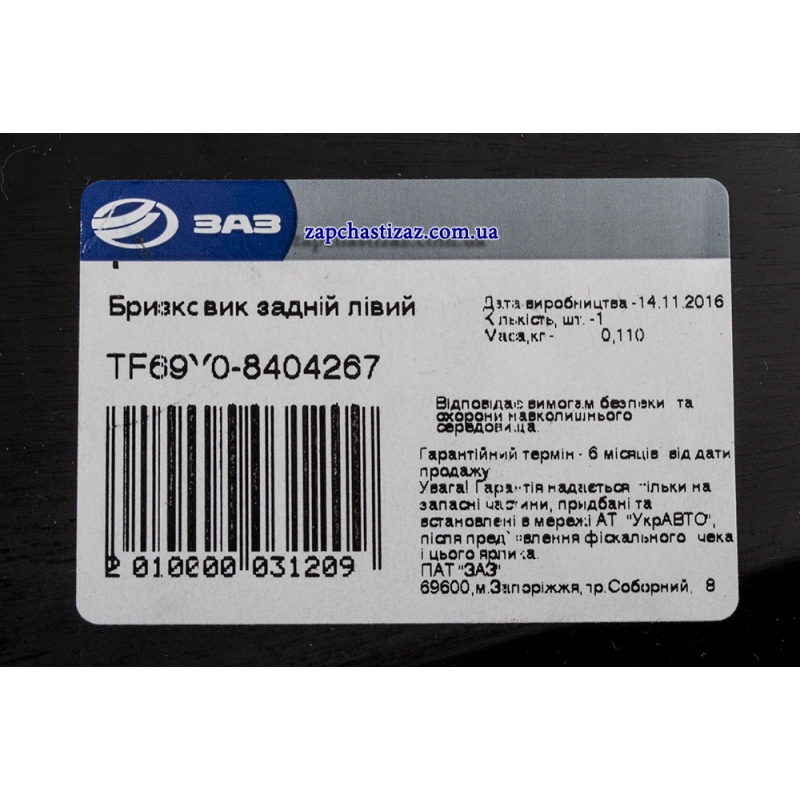 ЗАЗ
zapchastizaz.com.ua
Бризковик задній лівий
TF69Y0-8404267
2 010000 031209
Дата виробництва -14.11.2016
Кількість, шт. -1
Маса,кг - 0,110
Відповідає вимогам безпеки та
охорони навколишнього
середовища.
Гарантійний термін - 6 місяців від дати
продажу
Увага! Гарантія надається тільки на
запасні частини, придбані та
встановлені в мережі АТ "УкрАВТО",
після пред'явлення фіскального чека
і цього ярлика.
ПАТ "ЗАЗ"
69600,м.Запоріжжя,пр.Соборний, 8